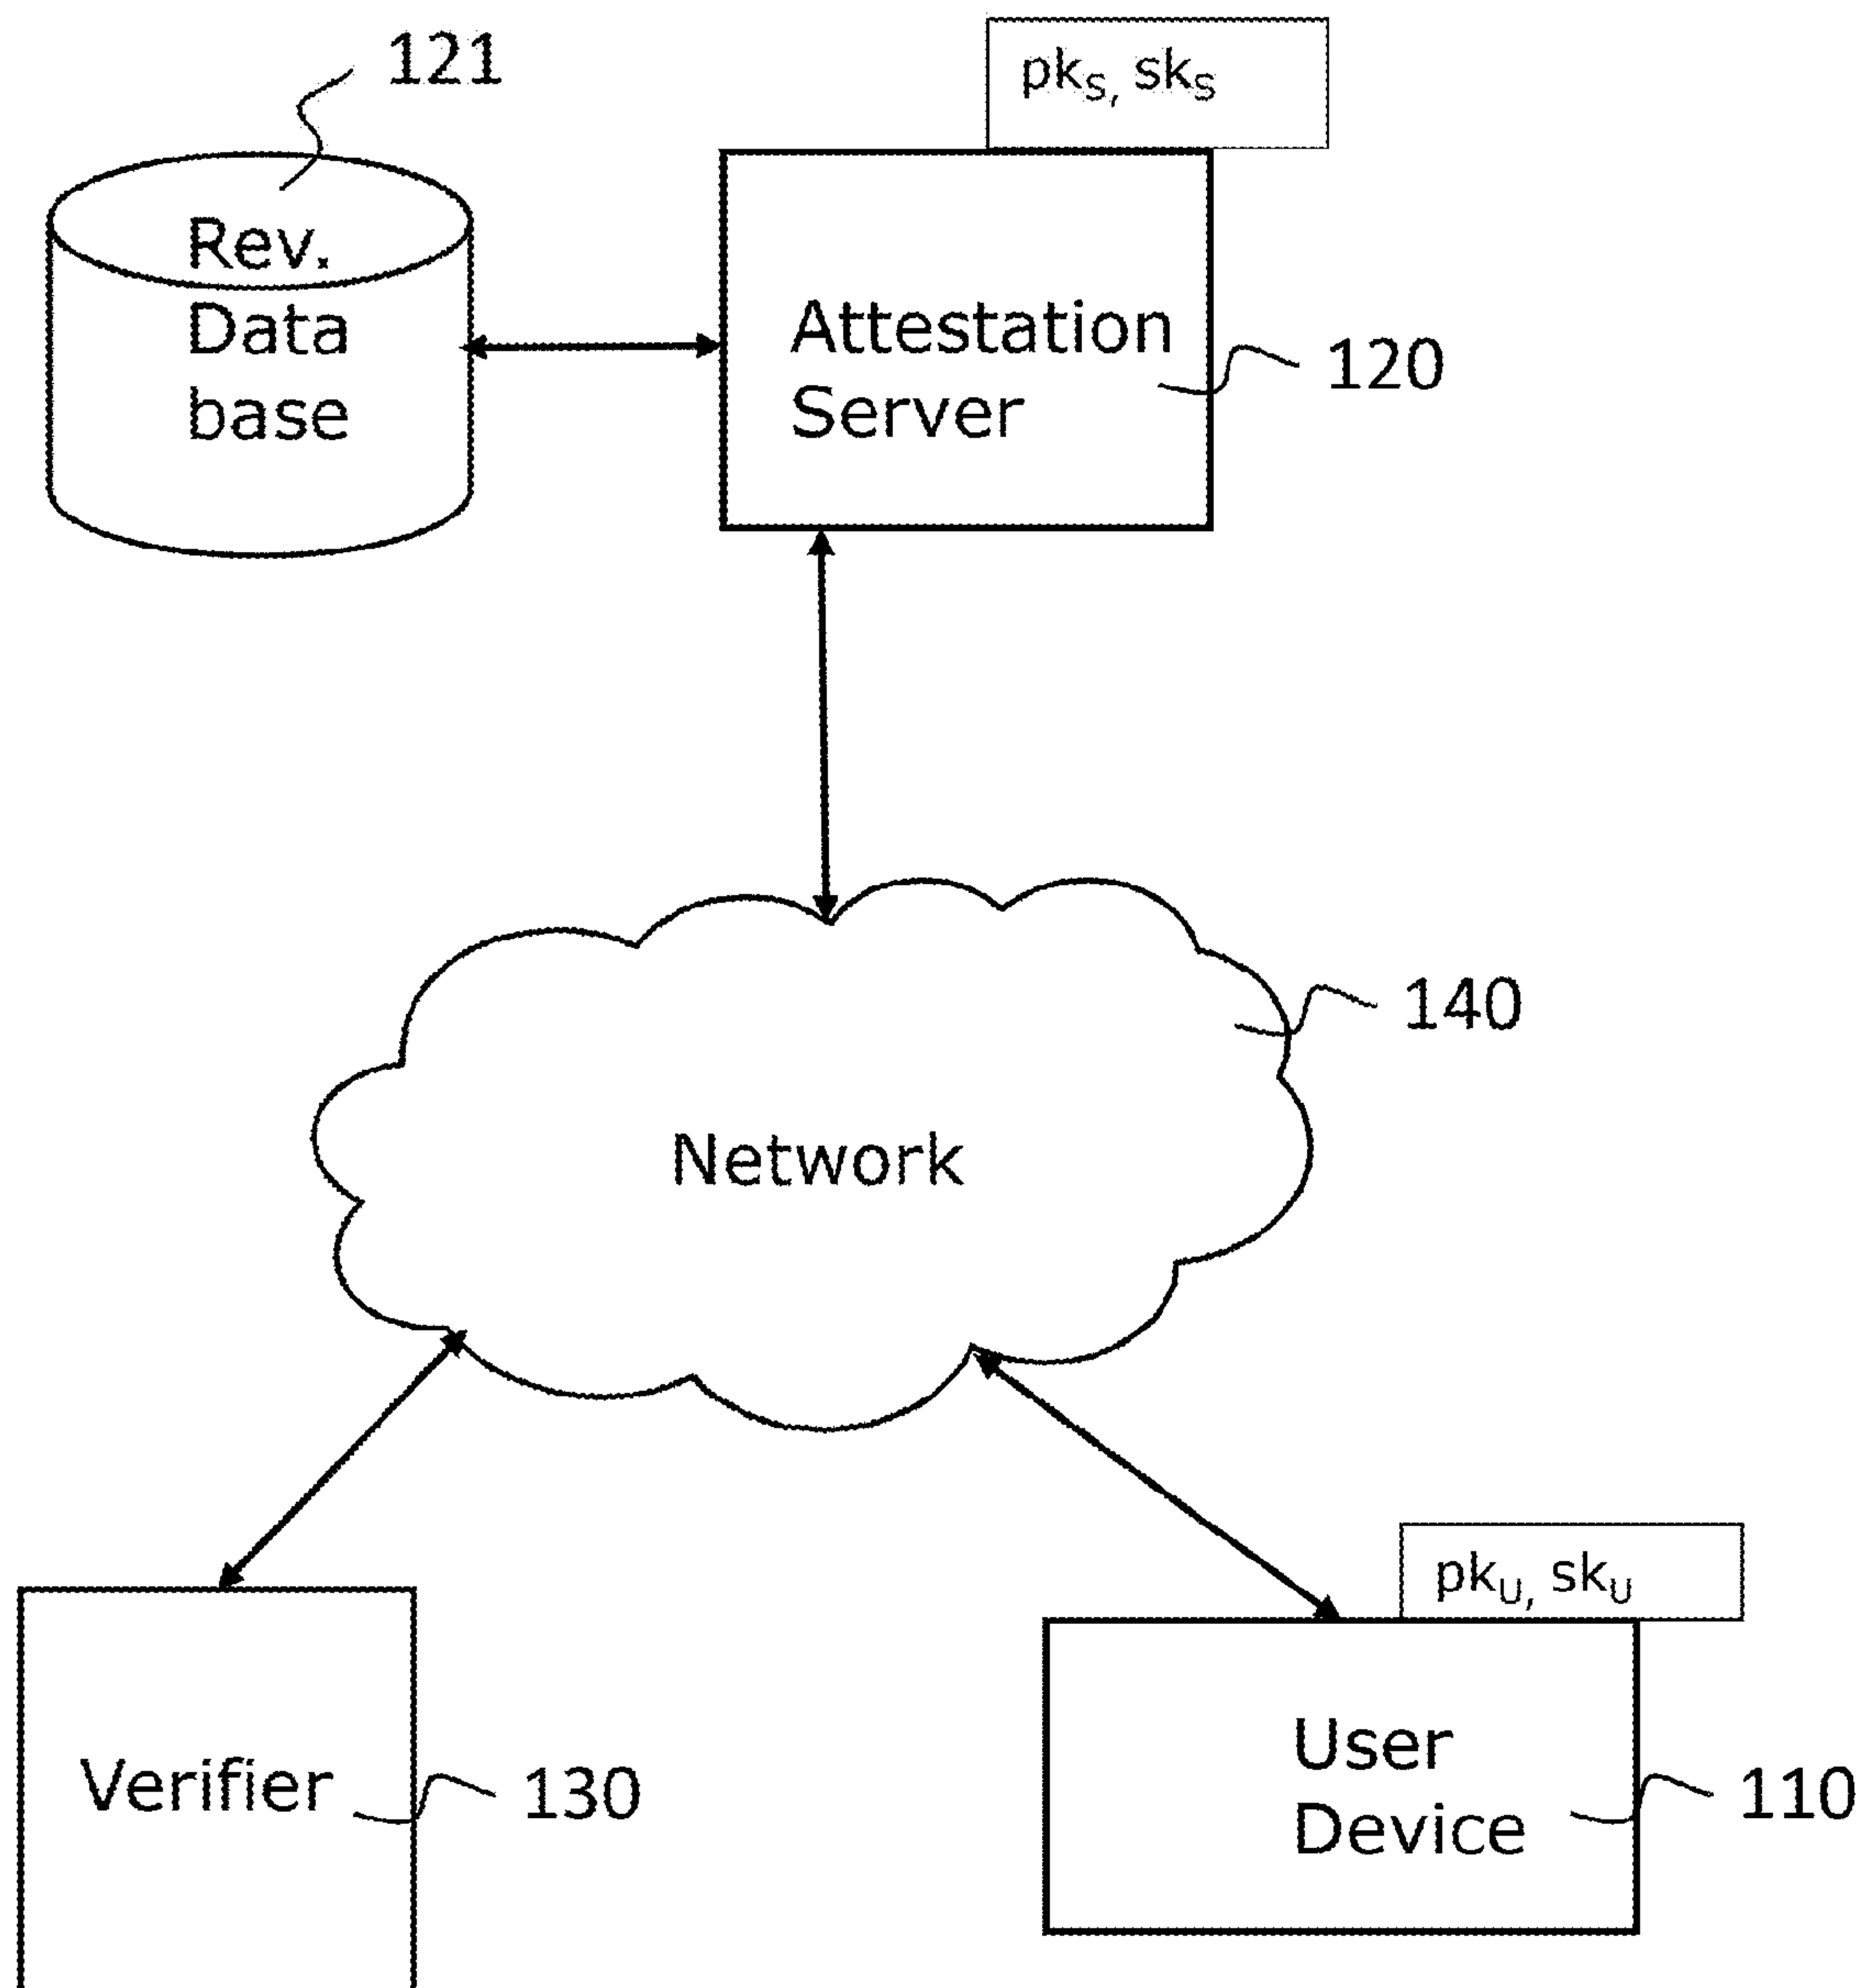 121
pkS, skS
Rev.
Data
base
Attestation
Server
120
140
Network
pkU, skU
User
Device
110
Verifier
130